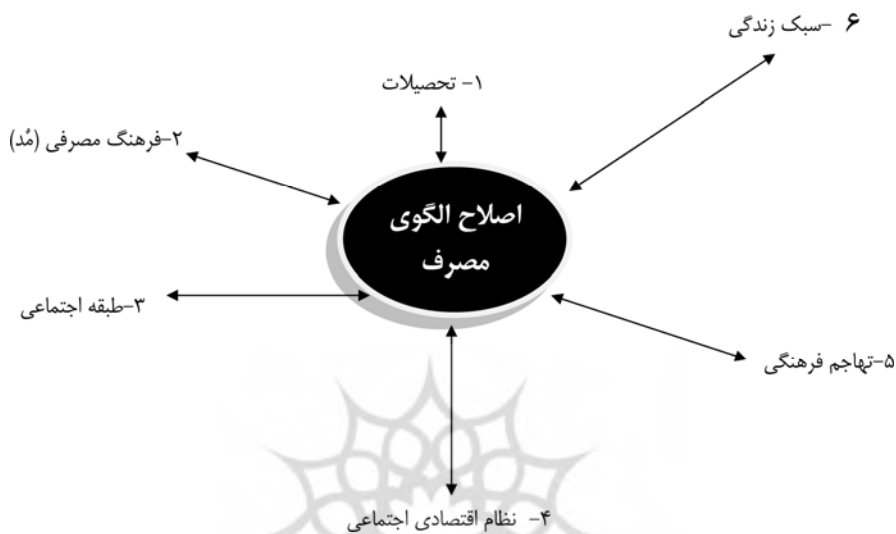 ۶ -سبک زندگی
۱- تحصیلات
۲-فرهنگ مصرفی (مُد)
اصلاح الگوی
مصرف
۳-طبقه اجتماعی
۵-تهاجم فرهنگی
۴- نظام اقتصادی اجتماعی